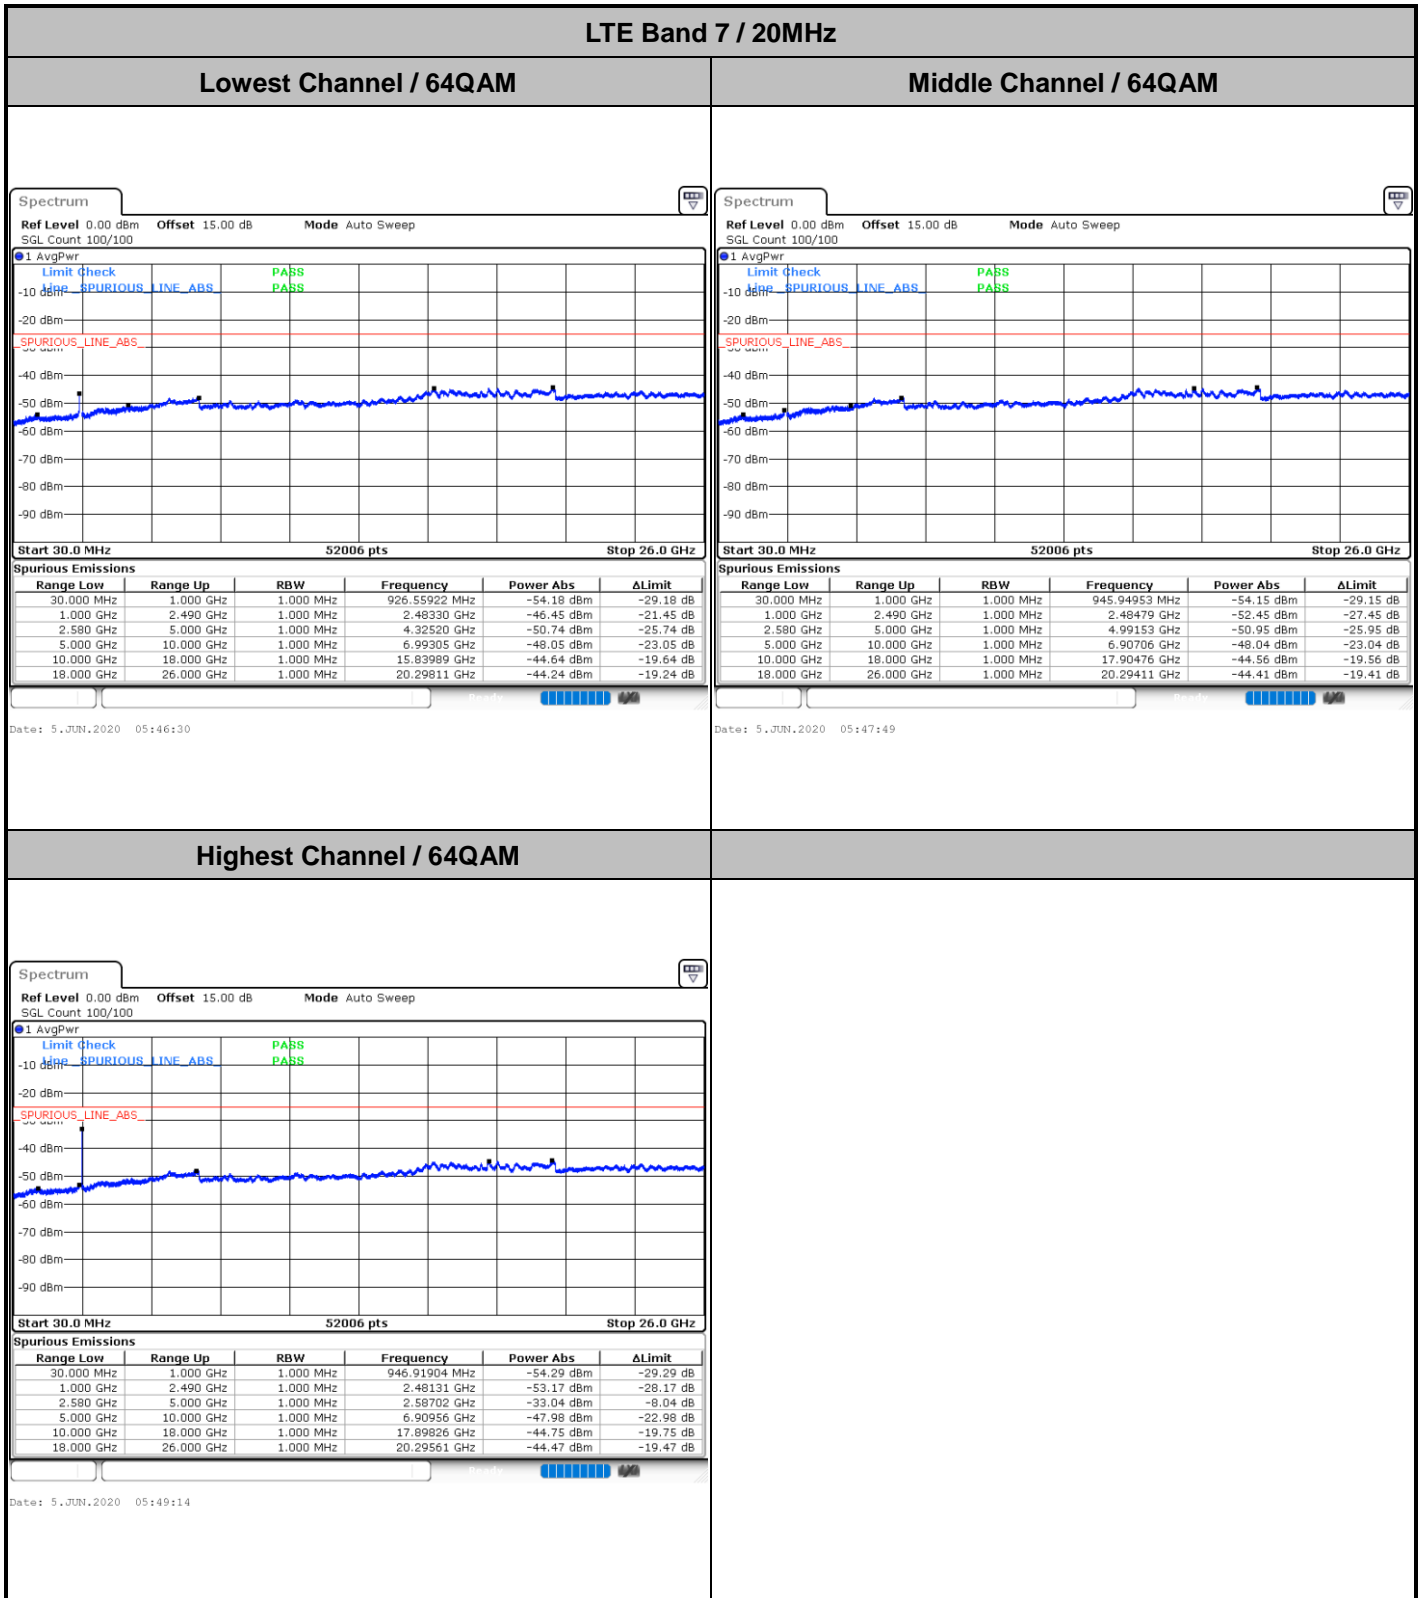 LTE Band 7 / 20MHz
Lowest Channel / 64QAM
Middle Channel / 64QAM
Spectrum
Ref Level 0.00 dBm Offset 15.00 dB Mode Auto Sweep
SGL Count 100/100
1 AvgPwr
Limit Check PASS
Line _SPURIOUS_LINE_ABS_ PASS
-10 dBm
-20 dBm
_SPURIOUS_LINE_ABS_
-40 dBm
-50 dBm
-60 dBm
-70 dBm
-80 dBm
-90 dBm
Start 30.0 MHz 52006 pts Stop 26.0 GHz
Spurious Emissions
Range Low Range Up RBW Frequency Power Abs ΔLimit
30.000 MHz 1.000 GHz 1.000 MHz 926.55922 MHz -54.18 dBm -29.18 dB
1.000 GHz 2.490 GHz 1.000 MHz 2.48330 GHz -46.45 dBm -21.45 dB
2.580 GHz 5.000 GHz 1.000 MHz 4.32520 GHz -50.74 dBm -25.74 dB
5.000 GHz 10.000 GHz 1.000 MHz 6.99305 GHz -48.05 dBm -23.05 dB
10.000 GHz 18.000 GHz 1.000 MHz 15.83989 GHz -44.64 dBm -19.64 dB
18.000 GHz 26.000 GHz 1.000 MHz 20.29811 GHz -44.24 dBm -19.24 dB
Date: 5.JUN.2020 05:46:30
Spectrum
Ref Level 0.00 dBm Offset 15.00 dB Mode Auto Sweep
SGL Count 100/100
1 AvgPwr
Limit Check PASS
Line _SPURIOUS_LINE_ABS_ PASS
-10 dBm
-20 dBm
_SPURIOUS_LINE_ABS_
-40 dBm
-50 dBm
-60 dBm
-70 dBm
-80 dBm
-90 dBm
Start 30.0 MHz 52006 pts Stop 26.0 GHz
Spurious Emissions
Range Low Range Up RBW Frequency Power Abs ΔLimit
30.000 MHz 1.000 GHz 1.000 MHz 945.94953 MHz -54.15 dBm -29.15 dB
1.000 GHz 2.490 GHz 1.000 MHz 2.48479 GHz -52.45 dBm -27.45 dB
2.580 GHz 5.000 GHz 1.000 MHz 4.99153 GHz -50.95 dBm -25.95 dB
5.000 GHz 10.000 GHz 1.000 MHz 6.90706 GHz -48.04 dBm -23.04 dB
10.000 GHz 18.000 GHz 1.000 MHz 17.90476 GHz -44.56 dBm -19.56 dB
18.000 GHz 26.000 GHz 1.000 MHz 20.29411 GHz -44.41 dBm -19.41 dB
Date: 5.JUN.2020 05:47:49
Highest Channel / 64QAM
Spectrum
Ref Level 0.00 dBm Offset 15.00 dB Mode Auto Sweep
SGL Count 100/100
1 AvgPwr
Limit Check PASS
Line _SPURIOUS_LINE_ABS_ PASS
-10 dBm
-20 dBm
_SPURIOUS_LINE_ABS_
-40 dBm
-50 dBm
-60 dBm
-70 dBm
-80 dBm
-90 dBm
Start 30.0 MHz 52006 pts Stop 26.0 GHz
Spurious Emissions
Range Low Range Up RBW Frequency Power Abs ΔLimit
30.000 MHz 1.000 GHz 1.000 MHz 946.91904 MHz -54.29 dBm -29.29 dB
1.000 GHz 2.490 GHz 1.000 MHz 2.48131 GHz -53.17 dBm -28.17 dB
2.580 GHz 5.000 GHz 1.000 MHz 2.58702 GHz -33.04 dBm -8.04 dB
5.000 GHz 10.000 GHz 1.000 MHz 6.90956 GHz -47.98 dBm -22.98 dB
10.000 GHz 18.000 GHz 1.000 MHz 17.89826 GHz -44.75 dBm -19.75 dB
18.000 GHz 26.000 GHz 1.000 MHz 20.29561 GHz -44.47 dBm -19.47 dB
Date: 5.JUN.2020 05:49:14